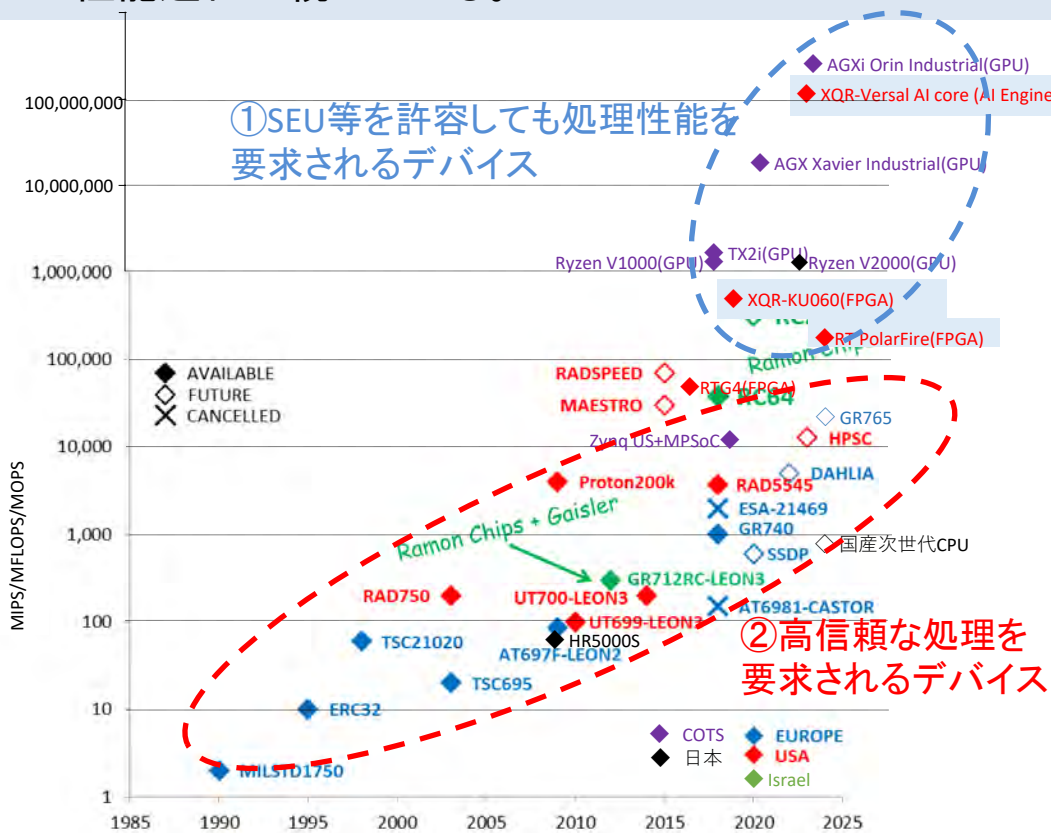 AGXi Orin Industrial(GPU)
100,000,000
XQR-Versal AI core (AI Engine
①SEU等を許容しても処理性能を
要求されるデバイス
AGX Xavier Industrial(GPU)
10,000,000
TX2i(GPU)
Ryzen V1000(GPU)
Ryzen V2000(GPU)
1,000,000
XQR-KU060(FPGA)
RT PolarFire(FPGA)
100,000
Ramon Chip
AVAILABLE
FUTURE
CANCELLED
RADSPEED
RTG4(FPGA)
RC64
MAESTRO
GR765
10,000
Zynq US+MPSoC
HPSC
DAHLIA
Proton200k
RAD5545
ESA-21469
Ramon Chips + Gaisler
1,000
GR740
国産次世代CPU
SSDP
GR712RC-LEON3
RAD750
UT700-LEON3
AT6981-CASTOR
100
UT699-LEON3
TSC21020
HR5000S
AT697F-LEON2
②高信頼な処理を
要求されるデバイス
TSC695
10
ERC32
COTS
EUROPE
日本
USA
Israel
MILSTD1750
1
MIPS/MFLOPS/MOPS
1985 1990 1995 2000 2005 2010 2015 2020 2025